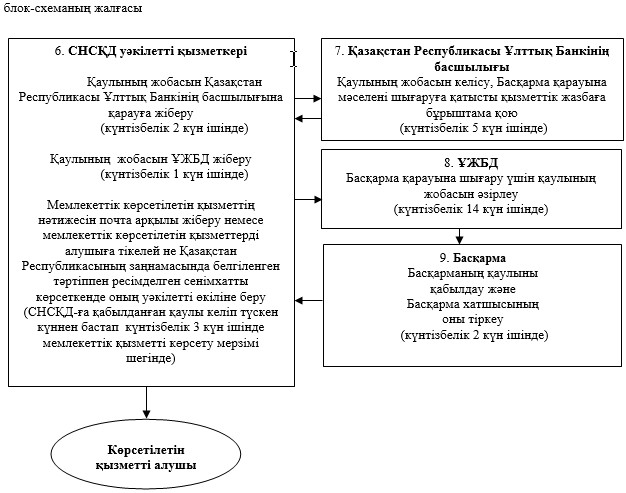 блок-схеманың жалғасы
6. СНСҚД уәкілетті қызметкері
Қаулының жобасын Қазақстан
Республикасы Ұлттық Банкінің басшылығына
қарауға жіберу
(күнтізбелік 2 күн ішінде)
Қаулының жобасын ҰЖБД жіберу
(күнтізбелік 1 күн ішінде)
Мемлекеттік көрсетілетін қызметтің
нәтижесін почта арқылы жіберу немесе
мемлекеттік көрсетілетін қызметтерді
алушыға тікелей не Қазақстан
Республикасының заңнамасында белгіленген
тәртіппен ресімделген сенімхатты
көрсеткенде оның уәкілетті өкіліне беру
(СНСҚД-ға қабылданған қаулы келіп түскен
күннен бастап күнтізбелік 3 күн ішінде
мемлекеттік қызметті көрсету мерзімі
шегінде)
7. Қазақстан Республикасы Ұлттық Банкінің
басшылығы
Қаулының жобасын келісу, Басқарма қарауына
мәселені шығаруға қатысты қызметтік жазбаға
бұрыштама қою
(күнтізбелік 5 күн ішінде)
8. ҰЖБД
Басқарма қарауына шығару үшін қаулының
жобасын әзірлеу
(күнтізбелік 14 күн ішінде)
9. Басқарма
Басқарманың қаулыны
қабылдау және
Басқарма хатшысының
оны тіркеу
(күнтізбелік 2 күн ішінде)
Көрсетілетін
қызметті алушы